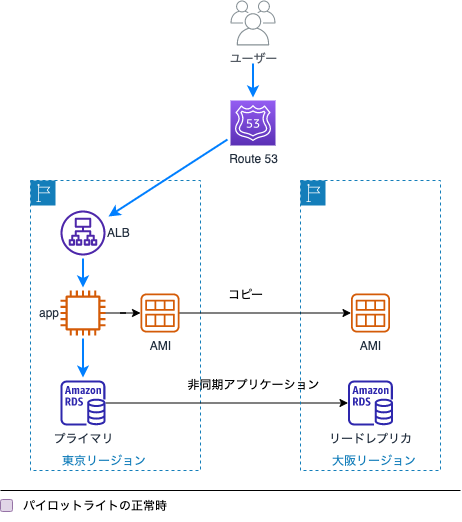 ユーザー
53
Route 53
ALB
app
コピー
AMI
AMI
非同期アプリケーション
Amazon
RDS
Amazon
RDS
プライマリ
リードレプリカ
東京リージョン
大阪リージョン
パイロットライトの正常時